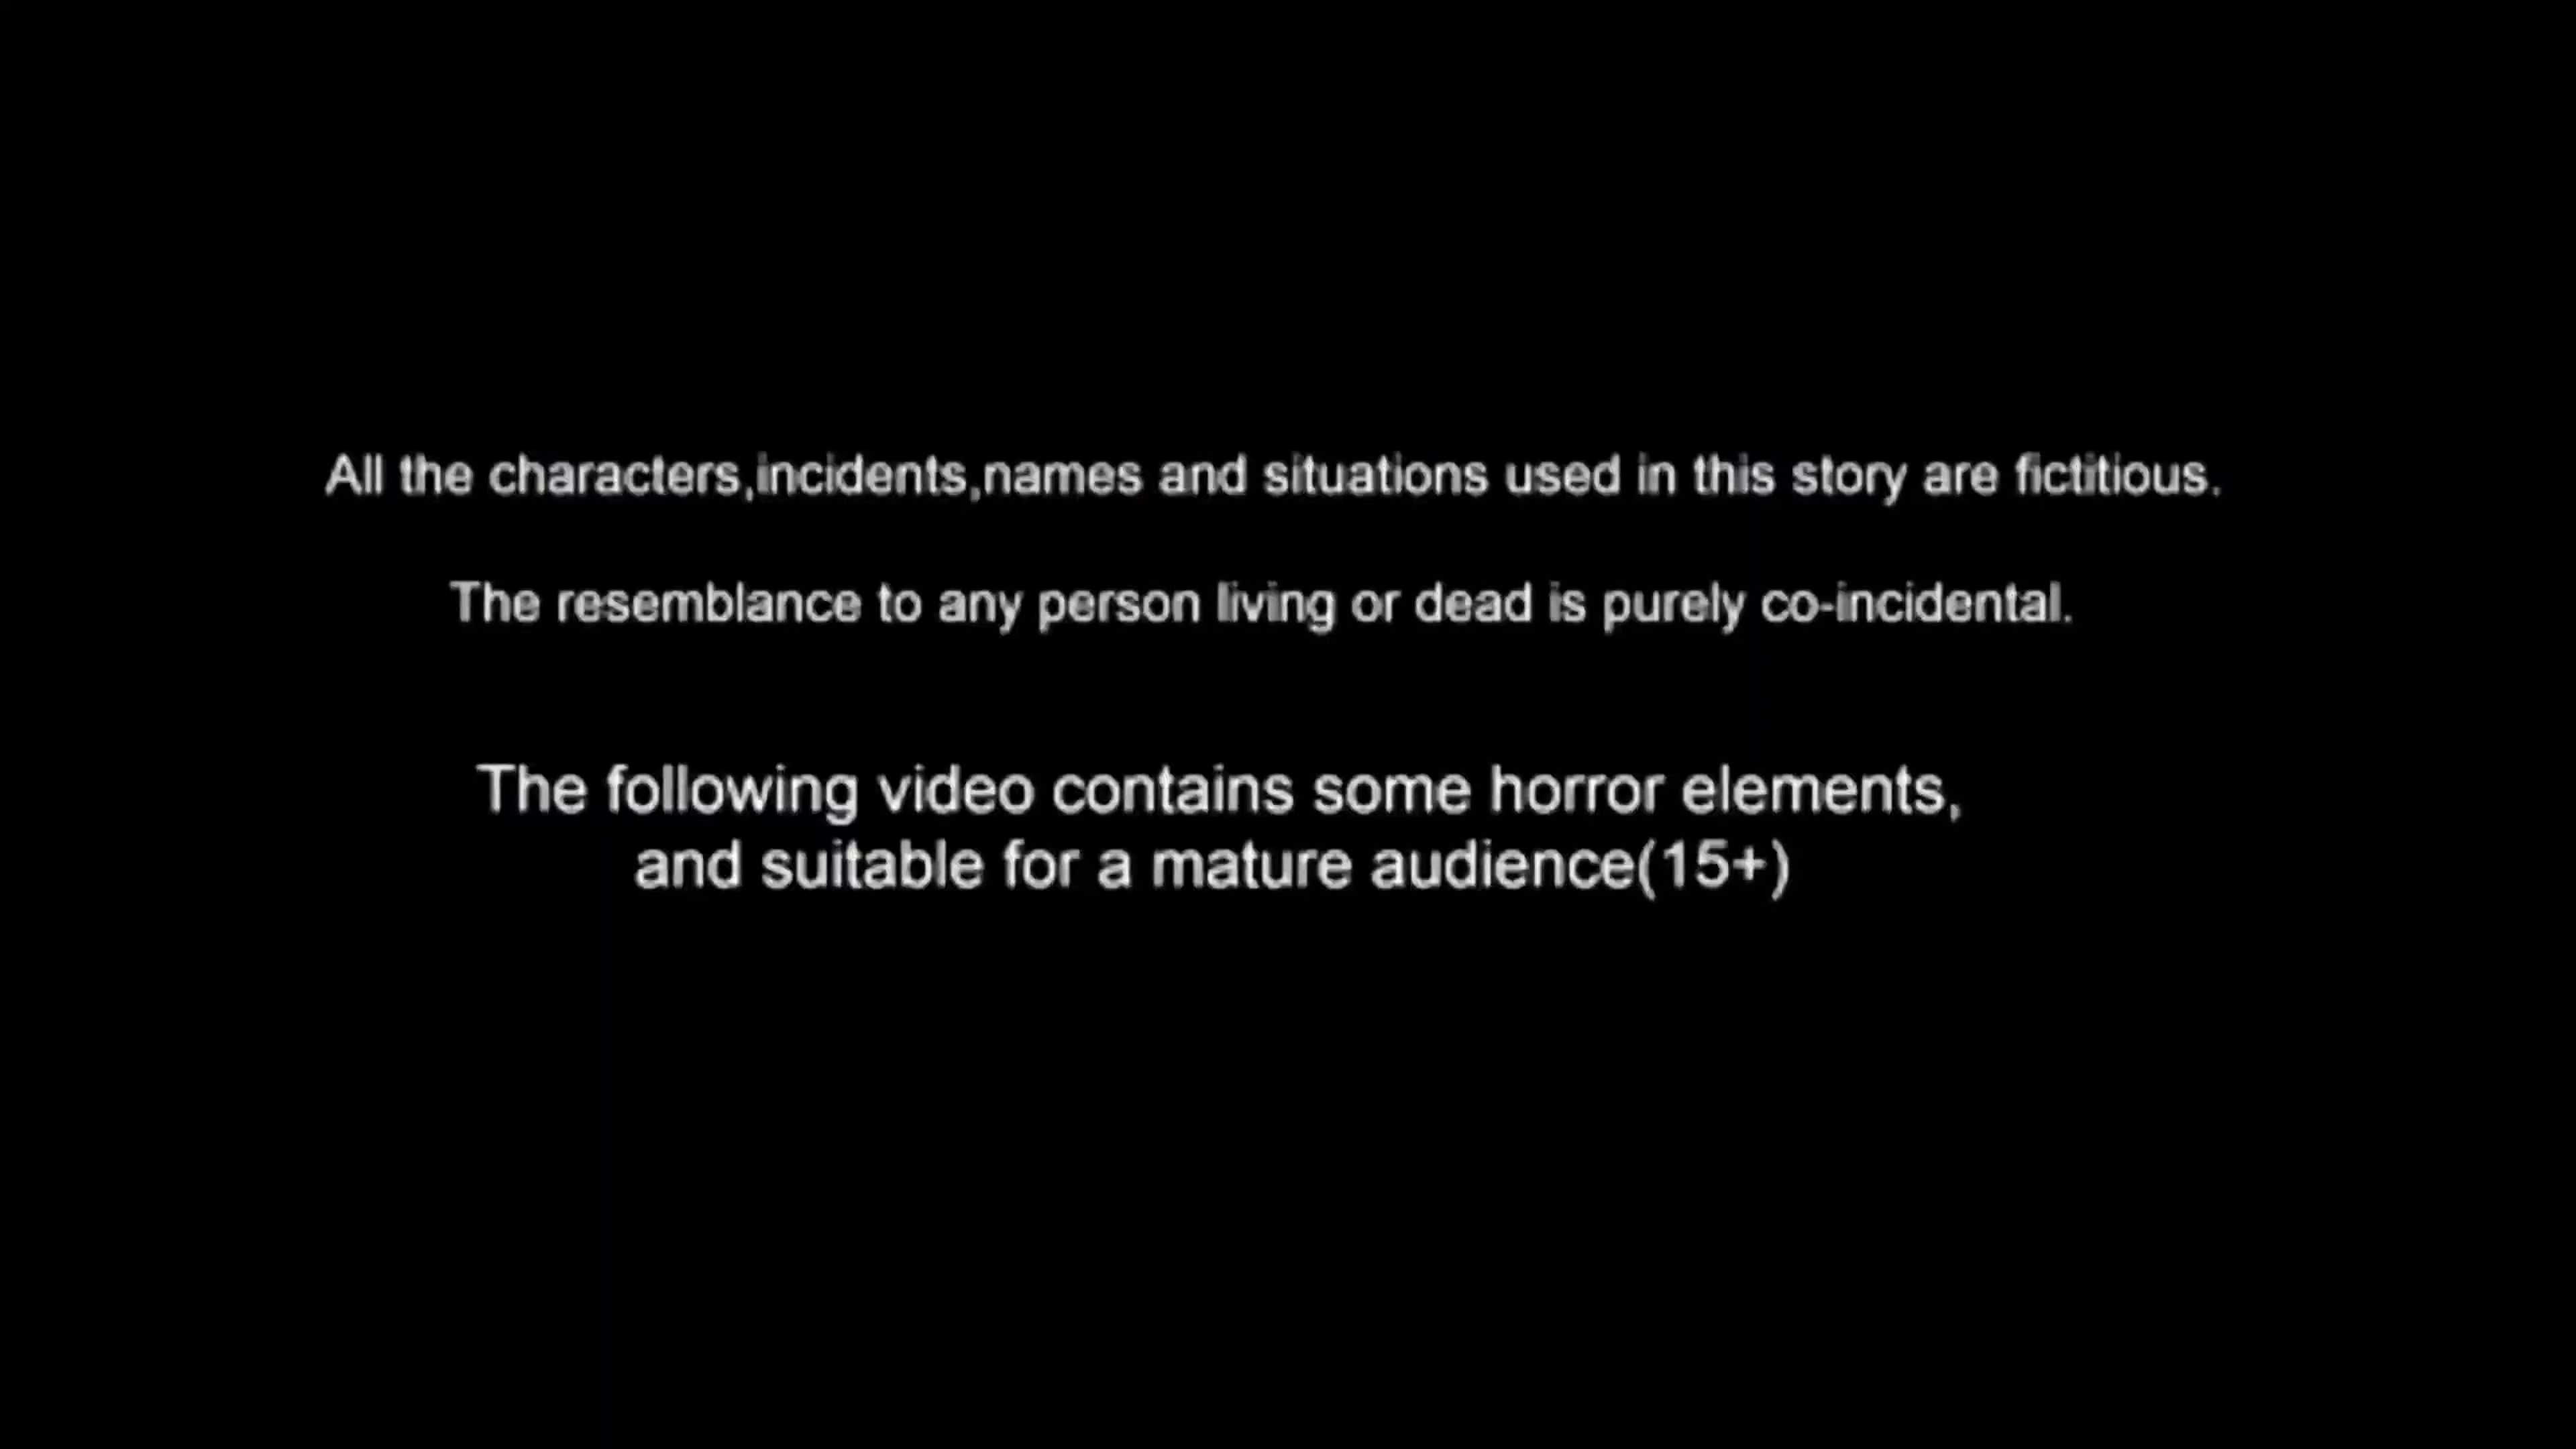 All the characters,incidents,names and situations used in this story are fictitious.
The resemblance to any person living or dead is purely co-incidental.
The following video contains some horror elements,
and suitable for a mature audience(15+)